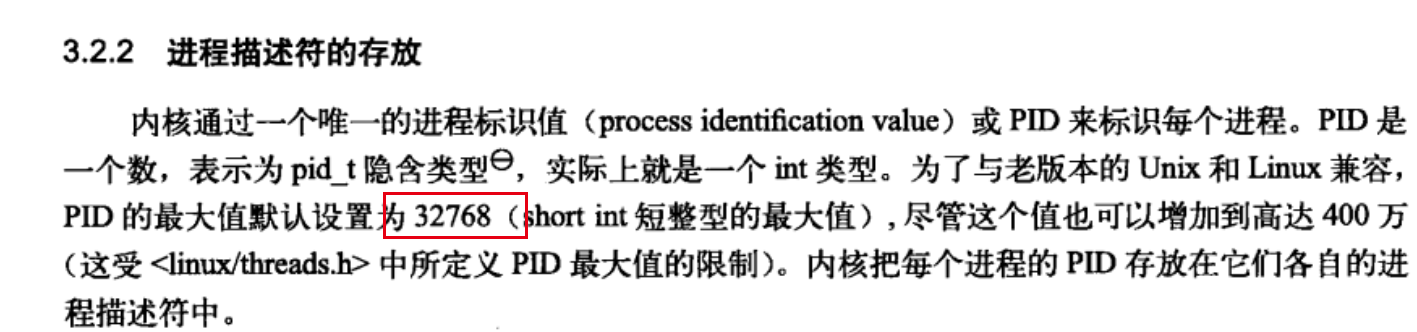 3.2.2 进程描述符的存放
内核通过一个唯一的进程标识值（process identification value）或 PID 来标识每个进程。PID 是
一个数，表示为 pid_t 隐含类型⊖，实际上就是一个 int 类型。为了与老版本的 Unix 和 Linux 兼容，
PID 的最大值默认设置为 32768（short int 短整型的最大值），尽管这个值也可以增加到高达 400 万
（这受 <linux/threads.h> 中所定义 PID 最大值的限制）。内核把每个进程的 PID 存放在它们各自的进
程描述符中。